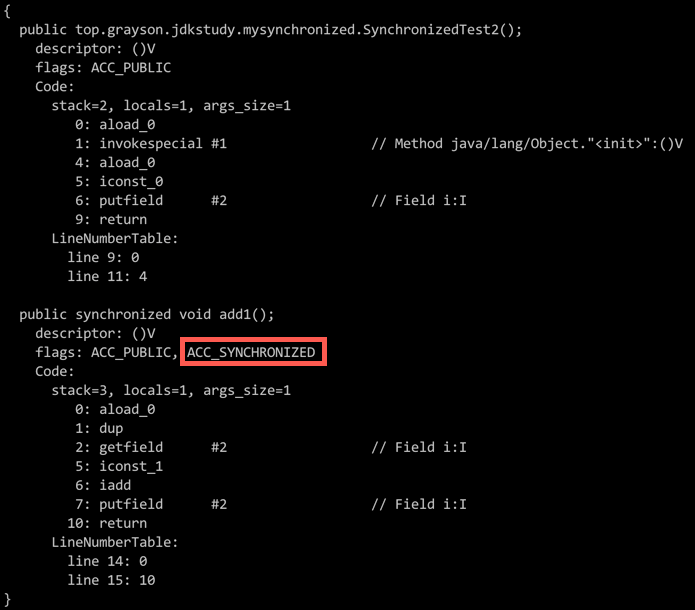 {
  public top.grayson.jdkstudy.mysynchronized.SynchronizedTest2();
    descriptor: ()V
    flags: ACC_PUBLIC
    Code:
      stack=2, locals=1, args_size=1
         0: aload_0
         1: invokespecial #1                  // Method java/lang/Object."<init>":()V
         4: aload_0
         5: iconst_0
         6: putfield      #2                  // Field i:I
         9: return
      LineNumberTable:
        line 9: 0
        line 11: 4

  public synchronized void add1();
    descriptor: ()V
    flags: ACC_PUBLIC, ACC_SYNCHRONIZED
    Code:
      stack=3, locals=1, args_size=1
         0: aload_0
         1: dup
         2: getfield      #2                  // Field i:I
         5: iconst_1
         6: iadd
         7: putfield      #2                  // Field i:I
        10: return
      LineNumberTable:
        line 14: 0
        line 15: 10
}